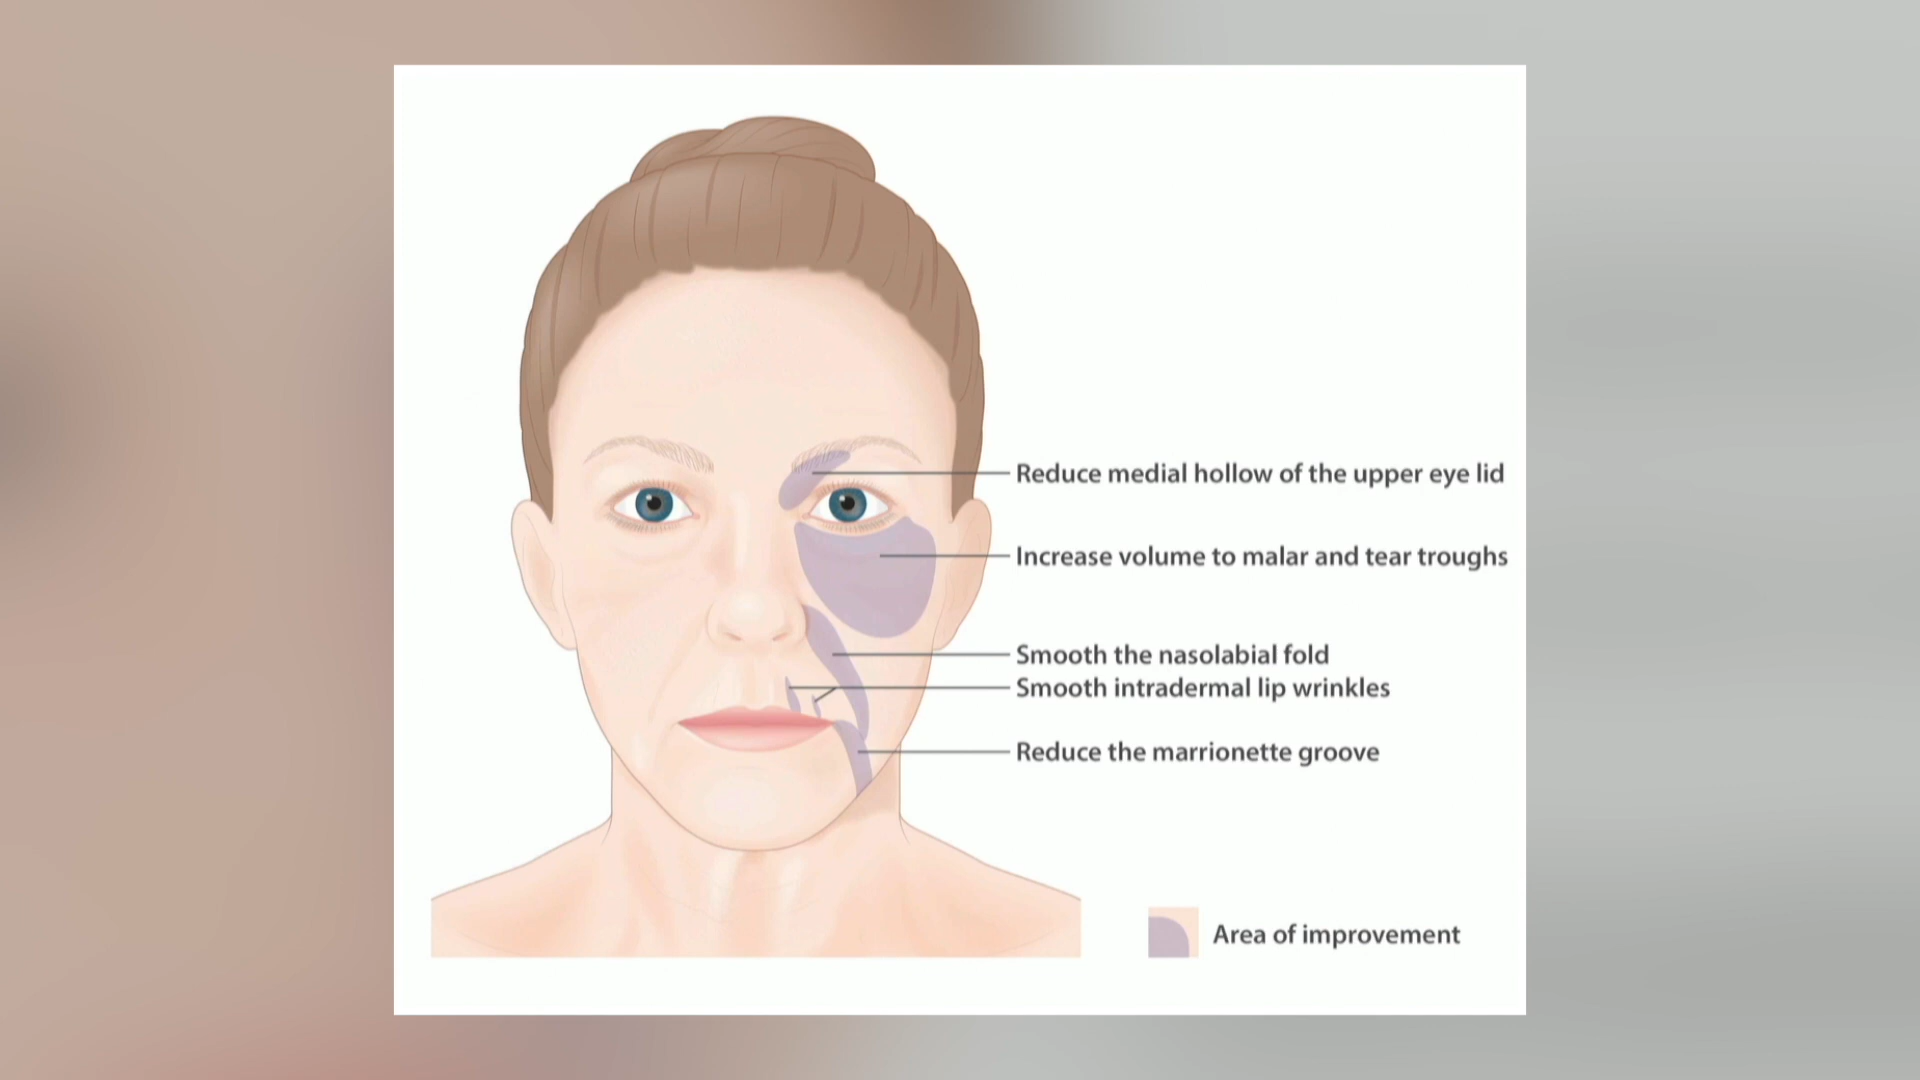 Reduce medial hollow of the upper eye lid
Increase volume to malar and tear troughs
Smooth the nasolabial fold
Smooth intradermal lip wrinkles
Reduce the marrionette groove
Area of improvement